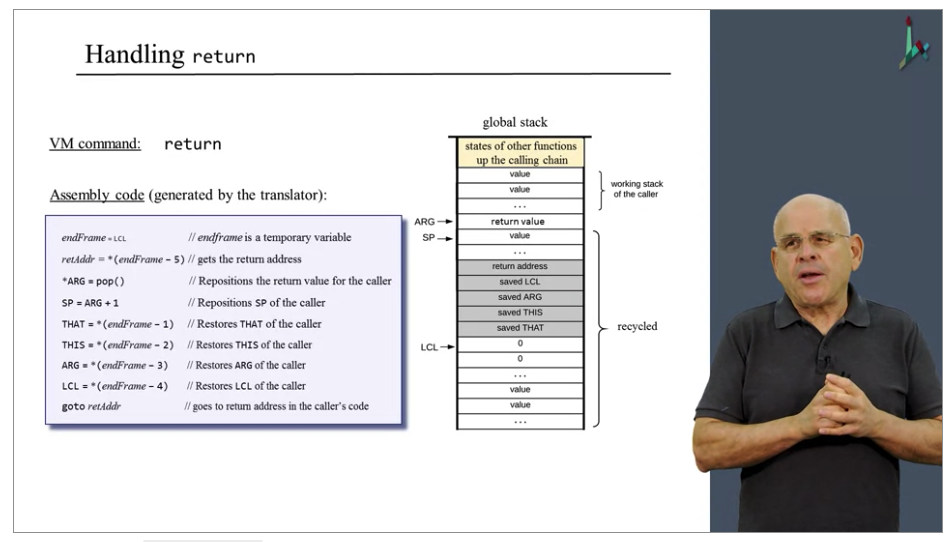 Handling return
VM command: return
Assembly code (generated by the translator):
endFrame = LCL // endframe is a temporary variable
retAddr = *(endFrame – 5) // gets the return address
*ARG = pop() // Repositions the return value for the caller
SP = ARG + 1 // Repositions SP of the caller
THAT = *(endFrame – 1) // Restores THAT of the caller
THIS = *(endFrame – 2) // Restores THIS of the caller
ARG = *(endFrame – 3) // Restores ARG of the caller
LCL = *(endFrame – 4) // Restores LCL of the caller
goto retAddr // goes to return address in the caller's code
global stack
states of other functions
up the calling chain
value
value
...
working stack
of the caller
ARG
return value
SP
value
...
return address
saved LCL
saved ARG
saved THIS
saved THAT
recycled
LCL
0
0
...
value
value
...